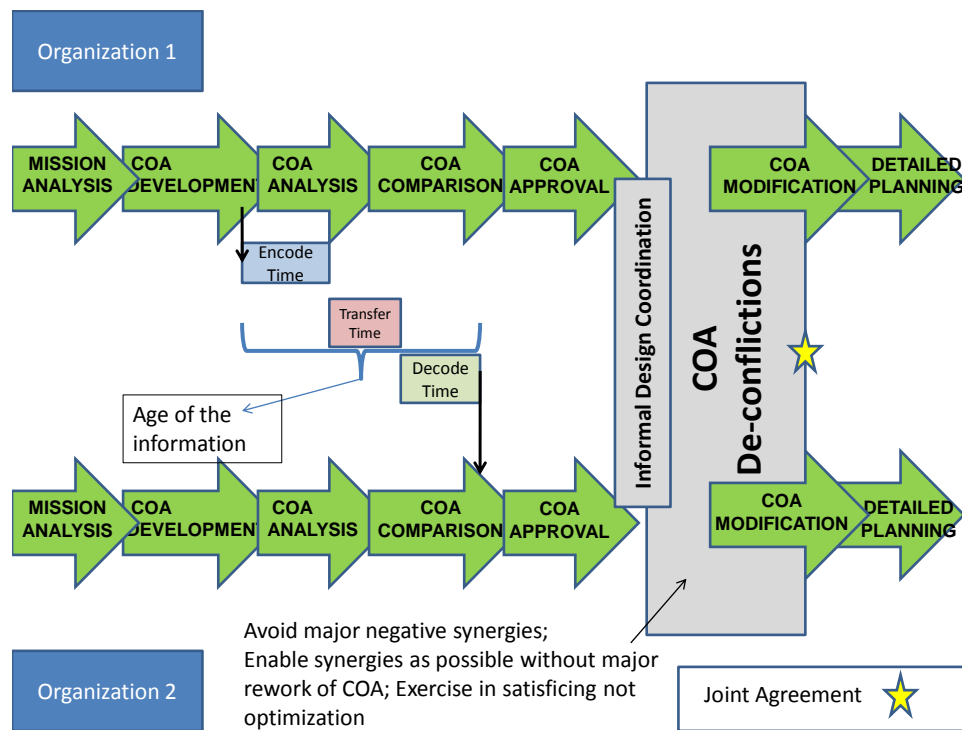 Organization 1
MISSION
ANALYSIS
COA
DEVELOPMENT
COA
ANALYSIS
COA
COMPARISON
COA
APPROVAL
COA
MODIFICATION
DETAILED
PLANNING
Encode
Time
Transfer
Time
Decode
Time
Age of the
information
Informal Design Coordination
COA
De-conflictions
MISSION
ANALYSIS
COA
DEVELOPMENT
COA
ANALYSIS
COA
COMPARISON
COA
APPROVAL
COA
MODIFICATION
DETAILED
PLANNING
Avoid major negative synergies;
Enable synergies as possible without major
rework of COA; Exercise in satisficing not
optimization
Organization 2
Joint Agreement